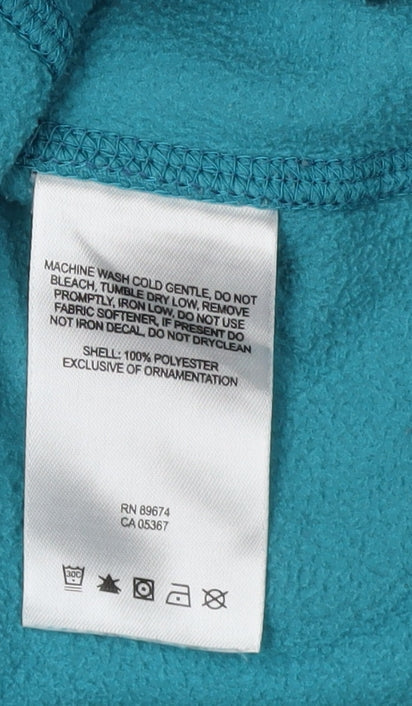 MACHINE WASH COLD GENTLE, DO NOT
BLEACH, TUMBLE DRY LOW, REMOVE
PROMPTLY, IRON LOW, DO NOT USE
FABRIC SOFTENER, IF PRESENT DO
NOT IRON DECAL, DO NOT DRYCLEAN
SHELL: 100% POLYESTER
EXCLUSIVE OF ORNAMENTATION
RN 89674
CA 05367
30C